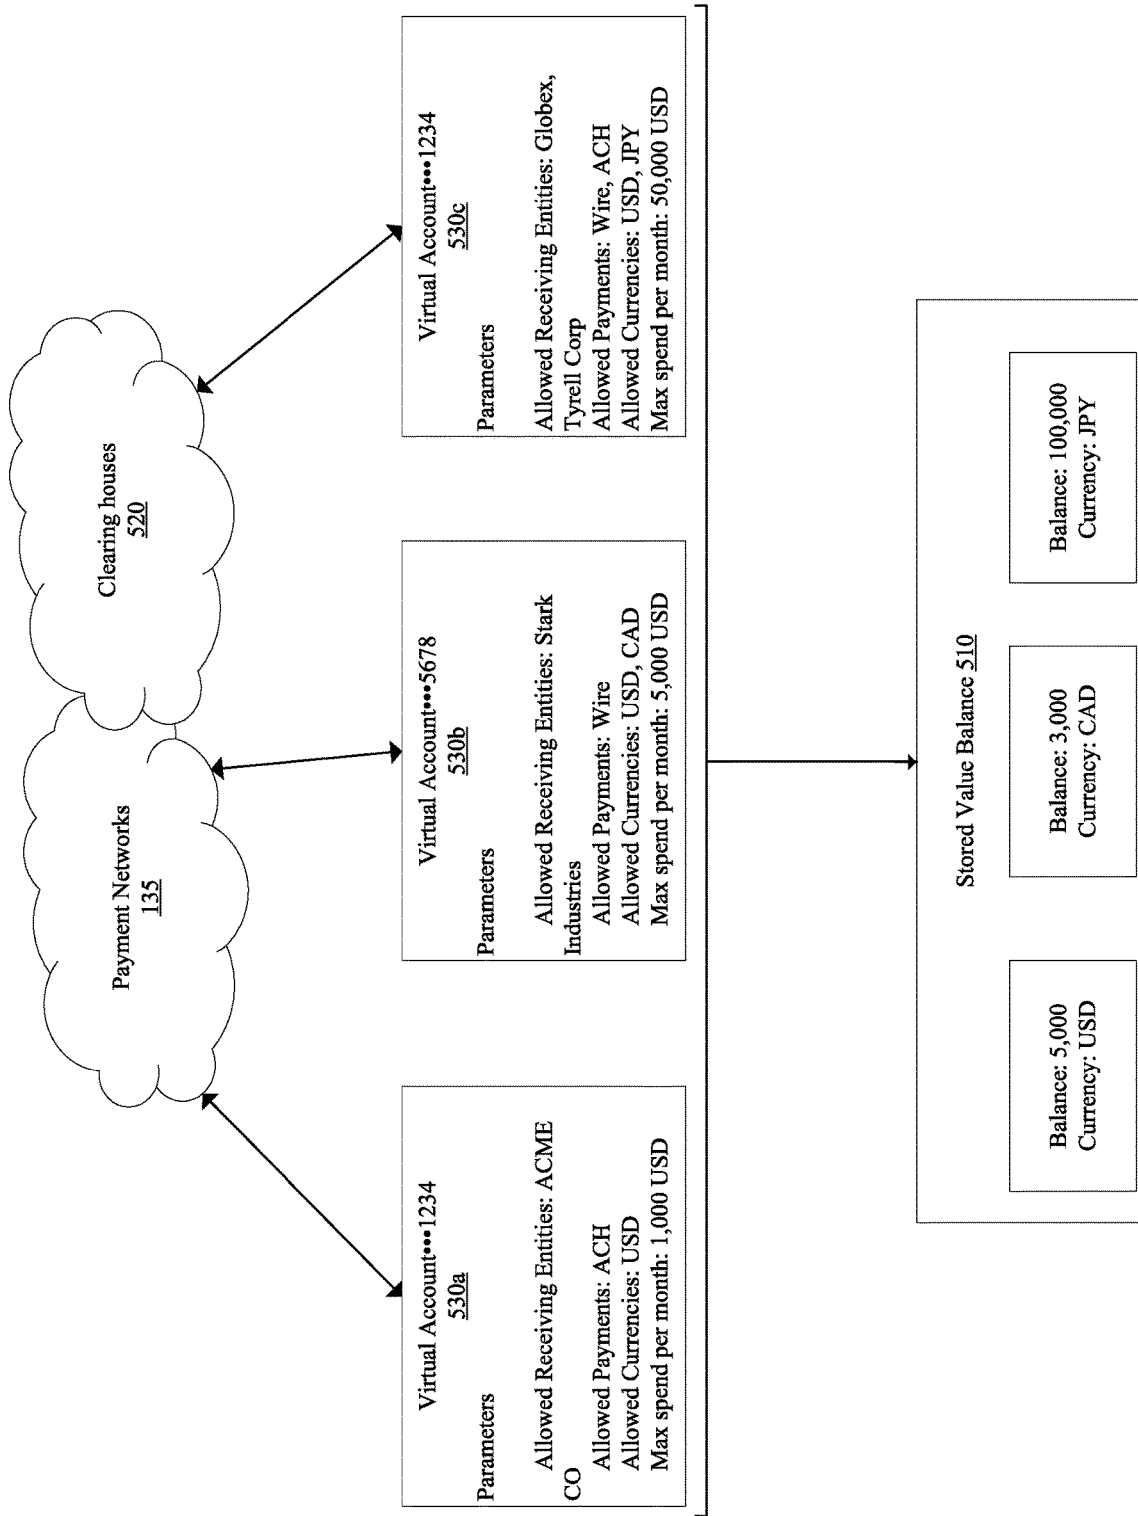 Payment Networks
135
Clearing houses
520
Virtual Account•••1234
530a
Parameters
Allowed Receiving Entities: ACME
CO
Allowed Payments: ACH
Allowed Currencies: USD
Max spend per month: 1,000 USD
Virtual Account•••5678
530b
Parameters
Allowed Receiving Entities: Stark
Industries
Allowed Payments: Wire
Allowed Currencies: USD, CAD
Max spend per month: 5,000 USD
Virtual Account•••1234
530c
Parameters
Allowed Receiving Entities: Globex,
Tyrell Corp
Allowed Payments: Wire, ACH
Allowed Currencies: USD, JPY
Max spend per month: 50,000 USD
Stored Value Balance 510
Balance: 5,000
Currency: USD
Balance: 3,000
Currency: CAD
Balance: 100,000
Currency: JPY